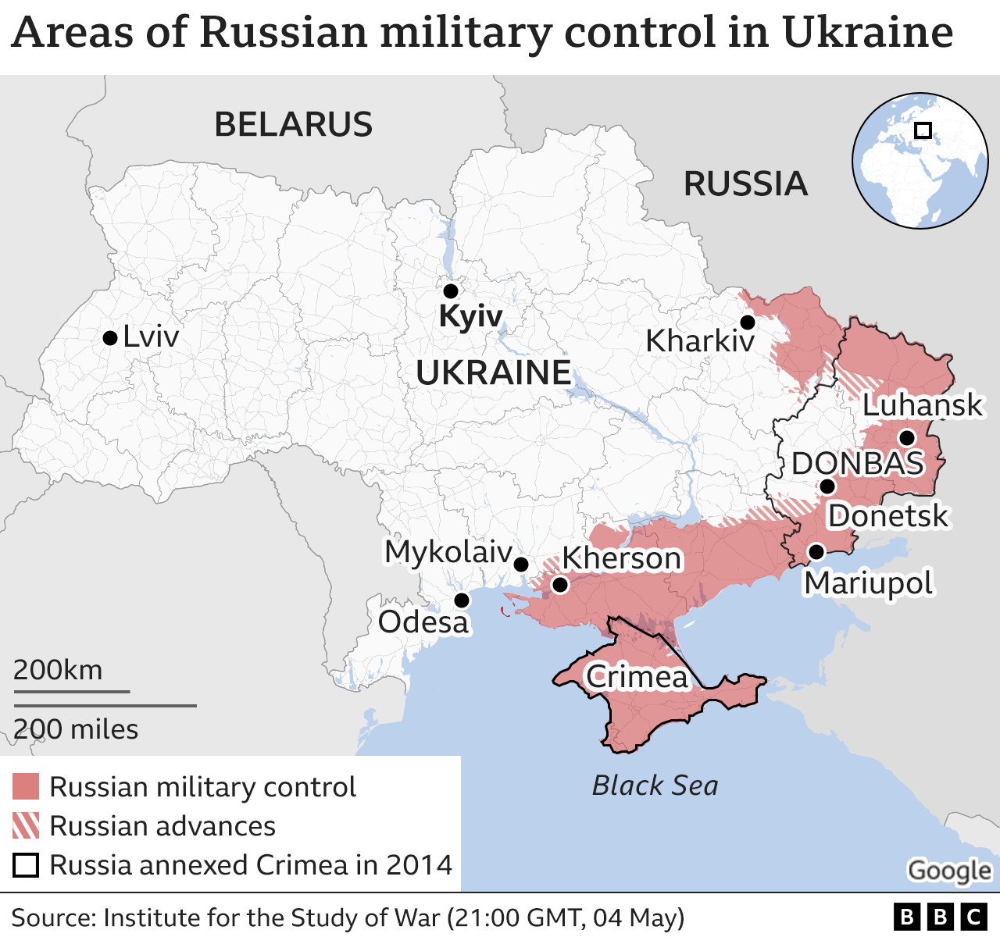 Areas of Russian military control in Ukraine
BELARUS
RUSSIA
Kyiv
Lviv
Kharkiv
UKRAINE
Luhansk
DONBAS
Donetsk
Mykolaiv
Kherson
Mariupol
Odesa
Crimea
200km
200 miles
Black Sea
Russian military control
Russian advances
Russia annexed Crimea in 2014
Google
Source: Institute for the Study of War (21:00 GMT, 04 May)
BBC